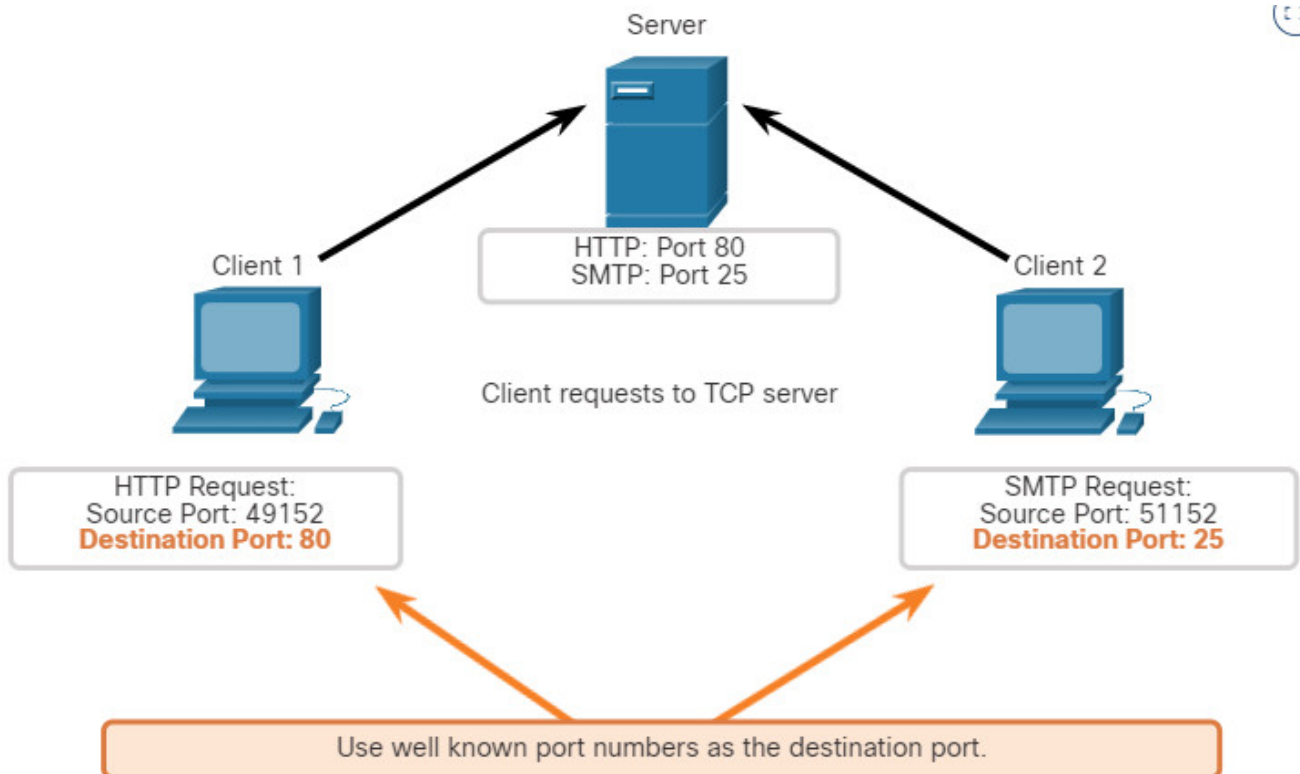 Server
HTTP: Port 80
SMTP: Port 25
Client 1
Client 2
Client requests to TCP server
HTTP Request:
Source Port: 49152
Destination Port: 80
SMTP Request:
Source Port: 51152
Destination Port: 25
Use well known port numbers as the destination port.